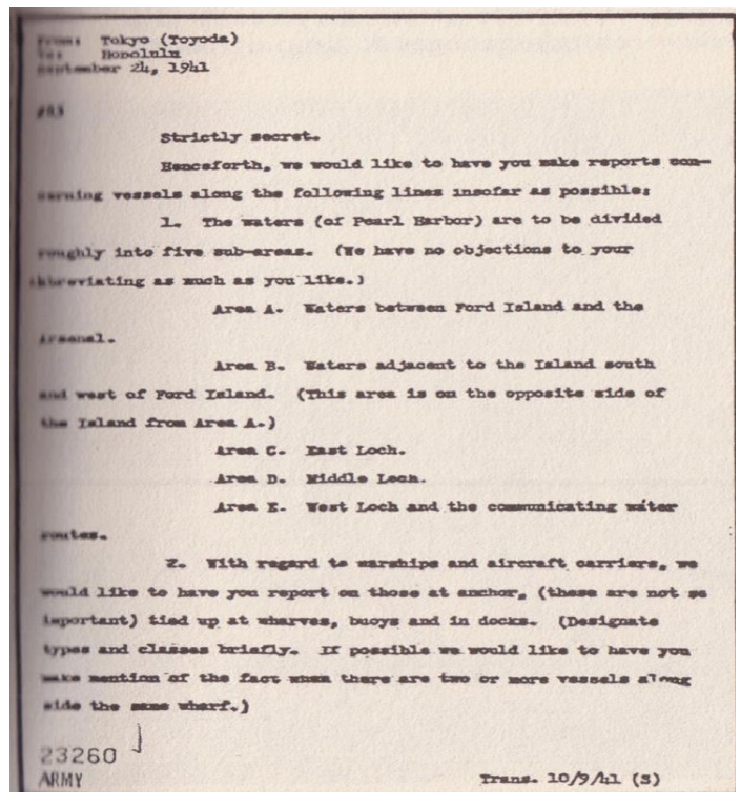 From: Tokyo (Toyoda)
To: Honolulu
September 24, 1941
#83
Strictly secret.
Henceforth, we would like to have you make reports con-
cerning vessels along the following lines insofar as possible:
1. The waters (of Pearl Harbor) are to be divided
roughly into five sub-areas. (We have no objections to your
abbreviating as much as you like.)
Area A. Waters between Ford Island and the
Arsenal.
Area B. Waters adjacent to the Island south
and west of Ford Island. (This area is on the opposite side of
the Island from Area A.)
Area C. East Loch.
Area D. Middle Loch.
Area E. West Loch and the communicating water
routes.
2. With regard to warships and aircraft carriers, we
would like to have you report on those at anchor, (these are not so
important) tied up at wharves, buoys and in docks. (Designate
types and classes briefly. If possible we would like to have you
make mention of the fact when there are two or more vessels along
side the same wharf.)
23260
ARMY
Trans. 10/9/41 (S)